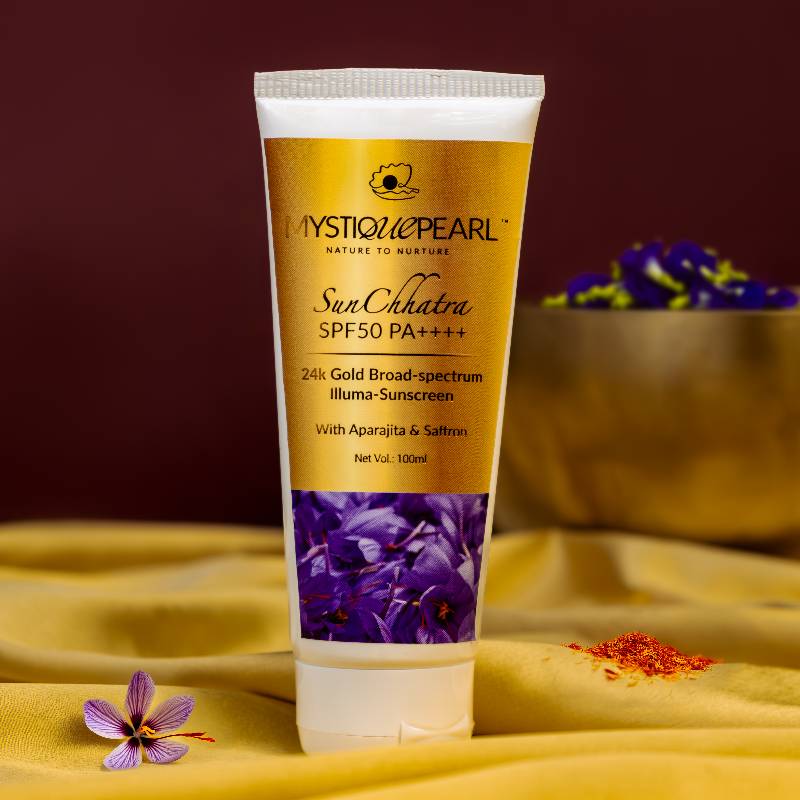 MYSTIQUEPEARL™
NATURE TO NURTURE
SunChhatra
SPF50 PA++++
24k Gold Broad-spectrum
Illuma-Sunscreen
With Aparajita & Saffron
Net Vol.: 100ml